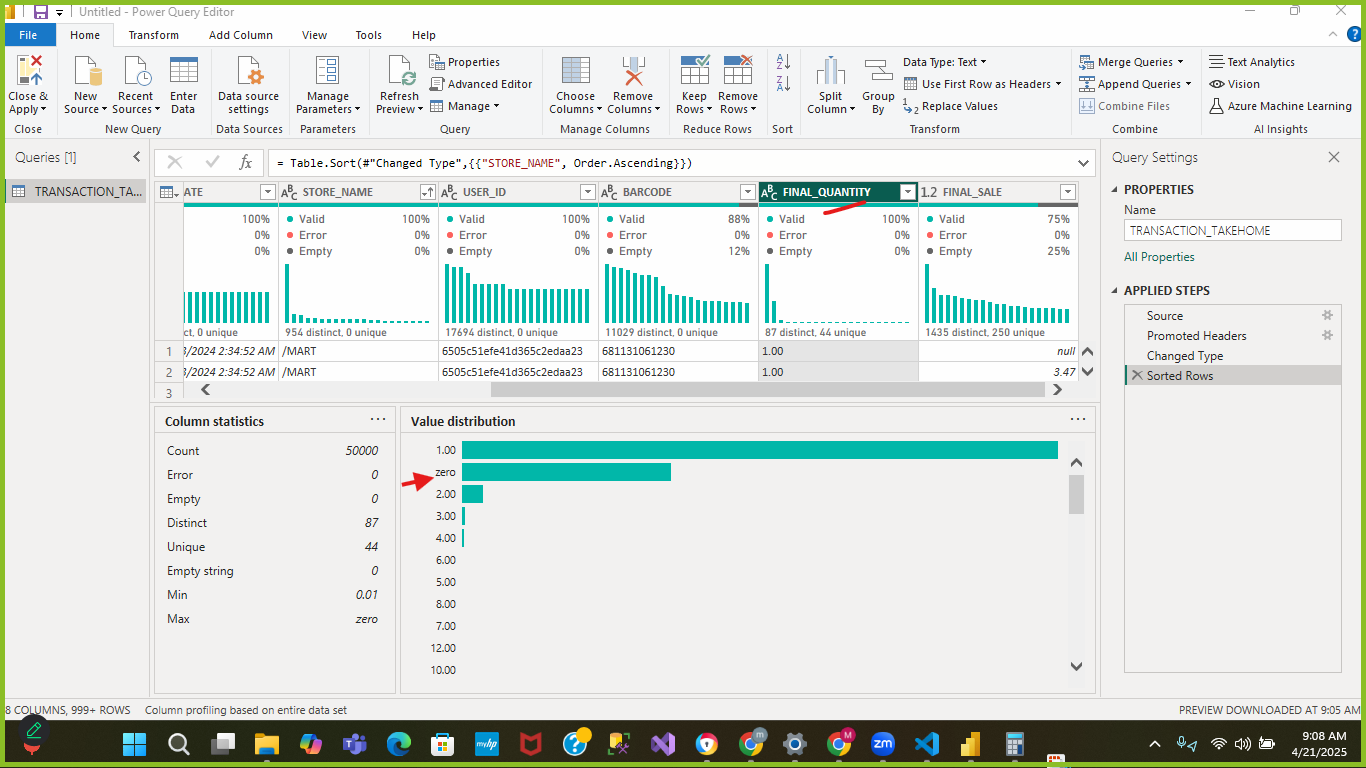 Untitled - Power Query Editor
File Home Transform Add Column View Tools Help
Close & Apply
New Source
Recent Sources
Enter Data
Data source settings
Manage Parameters
Refresh Preview
Properties
Advanced Editor
Manage
Choose Columns
Remove Columns
Keep Rows
Remove Rows
Split Column
Group By
Data Type: Text
Use First Row as Headers
Replace Values
Merge Queries
Append Queries
Combine Files
Text Analytics
Vision
Azure Machine Learning
Close New Query Data Sources Parameters Query Manage Columns Reduce Rows Sort Transform Combine AI Insights
Queries [1]
TRANSACTION_TA...
fx = Table.Sort(#"Changed Type",{{"STORE_NAME", Order.Ascending}})
ATE ABC STORE_NAME ABC USER_ID ABC BARCODE ABC FINAL_QUANTITY 1.2 FINAL_SALE
100% Valid 100% Valid 100% Valid 88% Valid 100% Valid 75%
0% Error 0% Error 0% Error 0% Error 0% Error 0%
0% Empty 0% Empty 0% Empty 12% Empty 0% Empty 25%
ct, 0 unique 954 distinct, 0 unique 17694 distinct, 0 unique 11029 distinct, 0 unique 87 distinct, 44 unique 1435 distinct, 250 unique
1 /2024 2:34:52 AM /MART 6505c51efe41d365c2edaa23 681131061230 1.00 null
2 /2024 2:34:52 AM /MART 6505c51efe41d365c2edaa23 681131061230 1.00 3.47
3
Column statistics ...
Count 50000
Error 0
Empty 0
Distinct 87
Unique 44
Empty string 0
Min 0.01
Max zero
Value distribution ...
1.00
zero
2.00
3.00
4.00
6.00
5.00
8.00
7.00
12.00
10.00
Query Settings
PROPERTIES
Name
TRANSACTION_TAKEHOME
All Properties
APPLIED STEPS
Source
Promoted Headers
Changed Type
Sorted Rows
8 COLUMNS, 999+ ROWS Column profiling based on entire data set PREVIEW DOWNLOADED AT 9:05 AM
myhp
zm
9:08 AM
4/21/2025